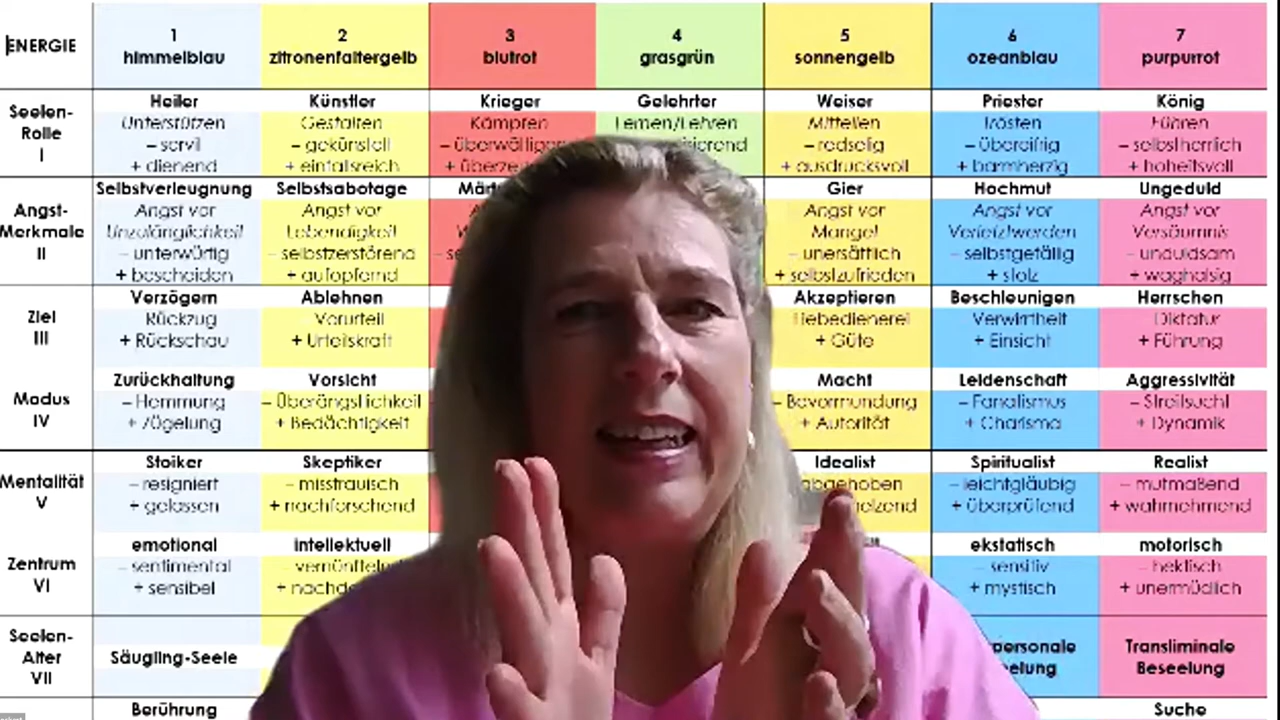 ENERGIE
1 2 3 4 5 6 7
himmelblau zitronenfaltergelb blutrot grasgrün sonnengelb ozeanblau purpurrot
Heiler Künstler Krieger Gelehrter Weiser Priester König
Seelen-Rolle I
Unterstützen Gestalten Kämpfen Lernen/Lehren Mitteilen Trösten Führen
– servil – gekünstelt – redselig – übereifrig – selbstherrlich
+ dienend + einfallsreich + ausdrucksvoll + barmherzig + hoheitsvoll
Selbstverleugnung Selbstsabotage Gier Hochmut Ungeduld
Angst-Merkmale II
Angst vor Angst vor Angst vor Angst vor Angst vor
Unzulänglichkeit Lebendigkeit Mangel Verletztwerden Versäumnis
– unterwürfig – selbstzerstörend – unersättlich – selbstgefällig – unduldsam
+ bescheiden + aufopfernd + selbstzufrieden + stolz + waghalsig
Verzögern Ablehnen Akzeptieren Beschleunigen Herrschen
Ziel III
Rückzug Vorurteil Liebedienerei Verwirrtheit Diktatur
+ Rückschau + Urteilskraft + Güte + Einsicht + Führung
Zurückhaltung Vorsicht Macht Leidenschaft Aggressivität
Modus IV
– Hemmung – Überängstlichkeit – Bevormundung – Fanatismus – Streitsucht
+ Zügelung + Bedächtigkeit + Autorität + Charisma + Dynamik
Stoiker Skeptiker Idealist Spiritualist Realist
Mentalität V
– resigniert – misstrauisch abgehoben – leichtgläubig – mutmaßend
+ gelassen + nachforschend + überprüfend + wahrnehmend
emotional intellektuell ekstatisch motorisch
Zentrum VI
– sentimental – sensitiv – hektisch
+ sensibel + mystisch + unermüdlich
Seelen-Alter VII
Säugling-Seele Transliminale Beseelung
Berührung Suche